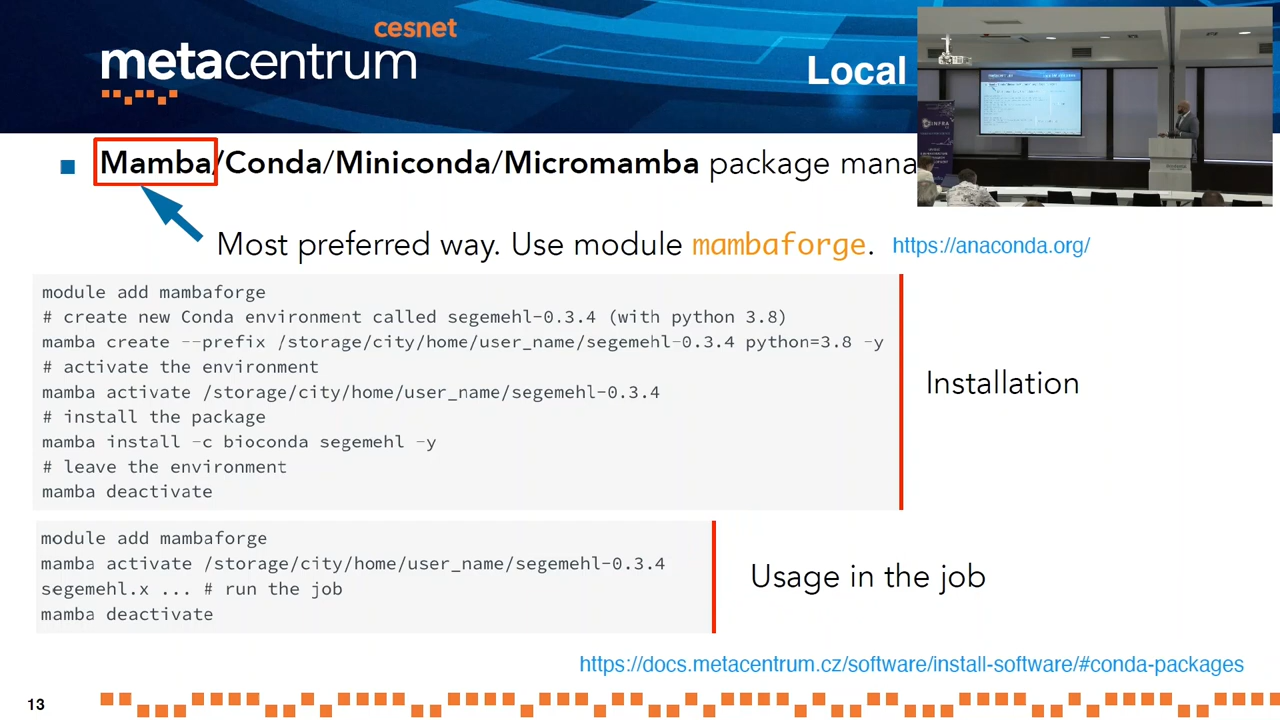 cesnet
metacentrum
Local
Mamba/Conda/Miniconda/Micromamba package mana
Most preferred way. Use module mambaforge. https://anaconda.org/
module add mambaforge
# create new Conda environment called segemehl-0.3.4 (with python 3.8)
mamba create --prefix /storage/city/home/user_name/segemehl-0.3.4 python=3.8 -y
# activate the environment
mamba activate /storage/city/home/user_name/segemehl-0.3.4
# install the package
mamba install -c bioconda segemehl -y
# leave the environment
mamba deactivate
Installation
module add mambaforge
mamba activate /storage/city/home/user_name/segemehl-0.3.4
segemehl.x ... # run the job
mamba deactivate
Usage in the job
https://docs.metacentrum.cz/software/install-software/#conda-packages
13